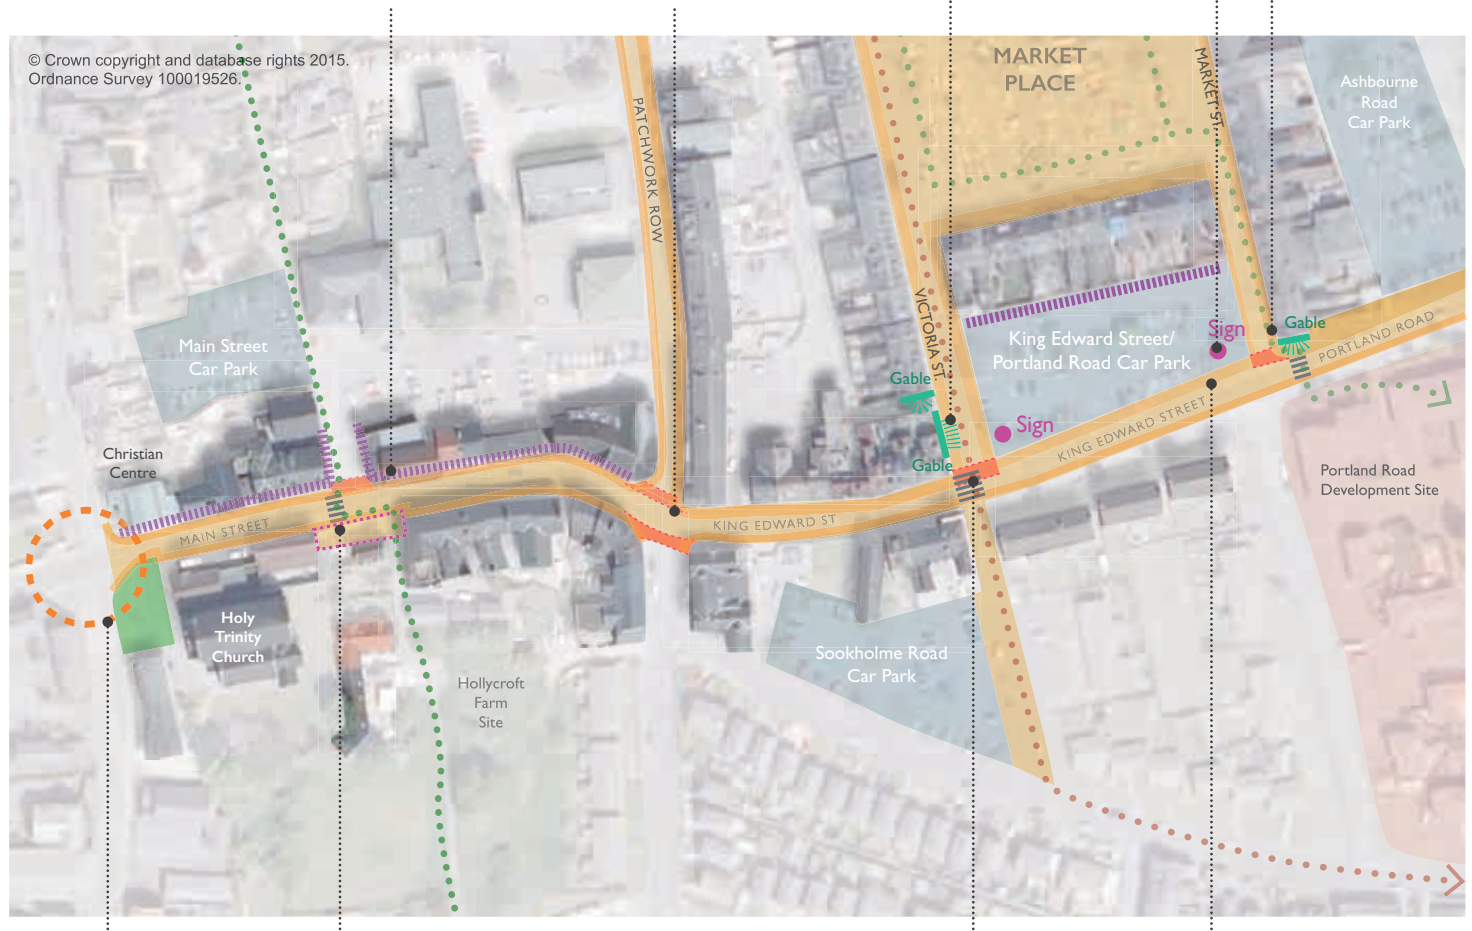 © Crown copyright and database rights 2015.
Ordnance Survey 100019526.
MARKET
PLACE
MARKET ST.
Ashbourne
Road
Car Park
PATCHWORK ROW
VICTORIA ST.
Main Street
Car Park
King Edward Street/
Portland Road Car Park
Sign
Gable
PORTLAND ROAD
Gable
Sign
Gable
KING EDWARD STREET
Christian
Centre
Portland Road
Development Site
MAIN STREET
KING EDWARD ST
Holy
Trinity
Church
Sookholme Road
Car Park
Hollycroft
Farm
Site